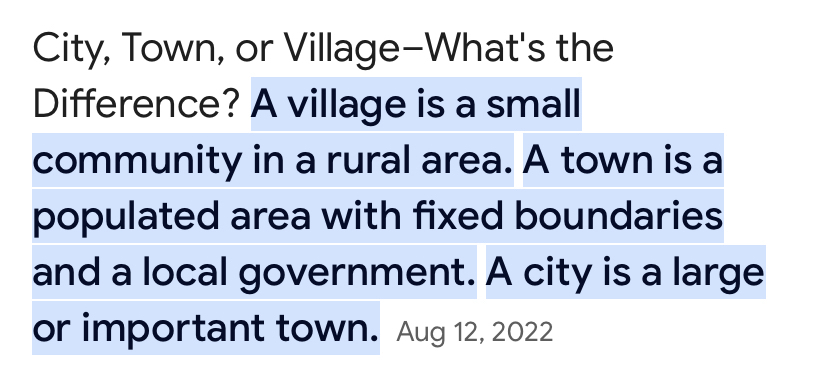 City, Town, or Village–What's the
Difference? A village is a small
community in a rural area. A town is a
populated area with fixed boundaries
and a local government. A city is a large
or important town. Aug 12, 2022